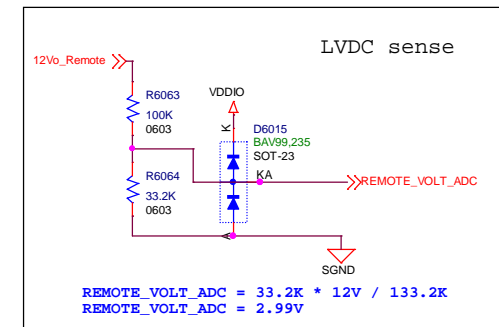 LVDC sense
12Vo_Remote
VDDIO
R6063
100K
0603
K
D6015
BAV99,235
SOT-23
KA
R6064
33.2K
0603
REMOTE_VOLT_ADC
A
SGND
REMOTE_VOLT_ADC = 33.2K * 12V / 133.2K
REMOTE_VOLT_ADC = 2.99V